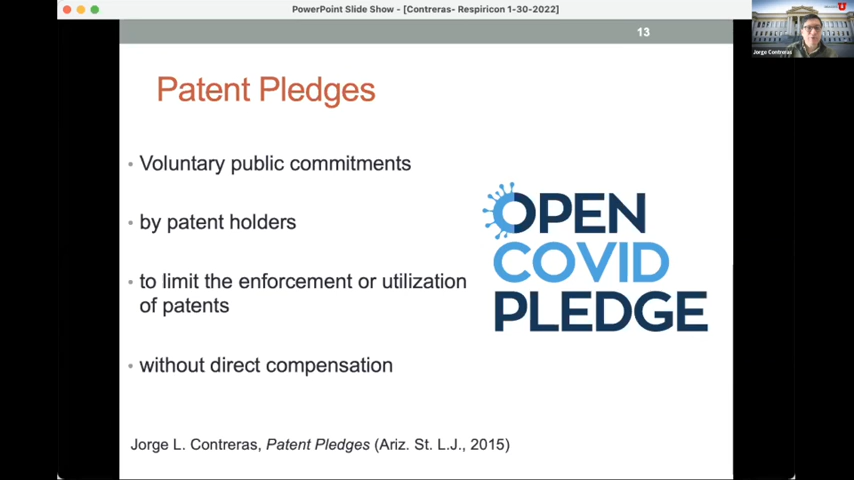 PowerPoint Slide Show - [Contreras- Respiricon 1-30-2022]
13
Jorge Contreras
Patent Pledges
• Voluntary public commitments
• by patent holders
• to limit the enforcement or utilization
of patents
• without direct compensation
OPEN
COVID
PLEDGE
Jorge L. Contreras, Patent Pledges (Ariz. St. L.J., 2015)